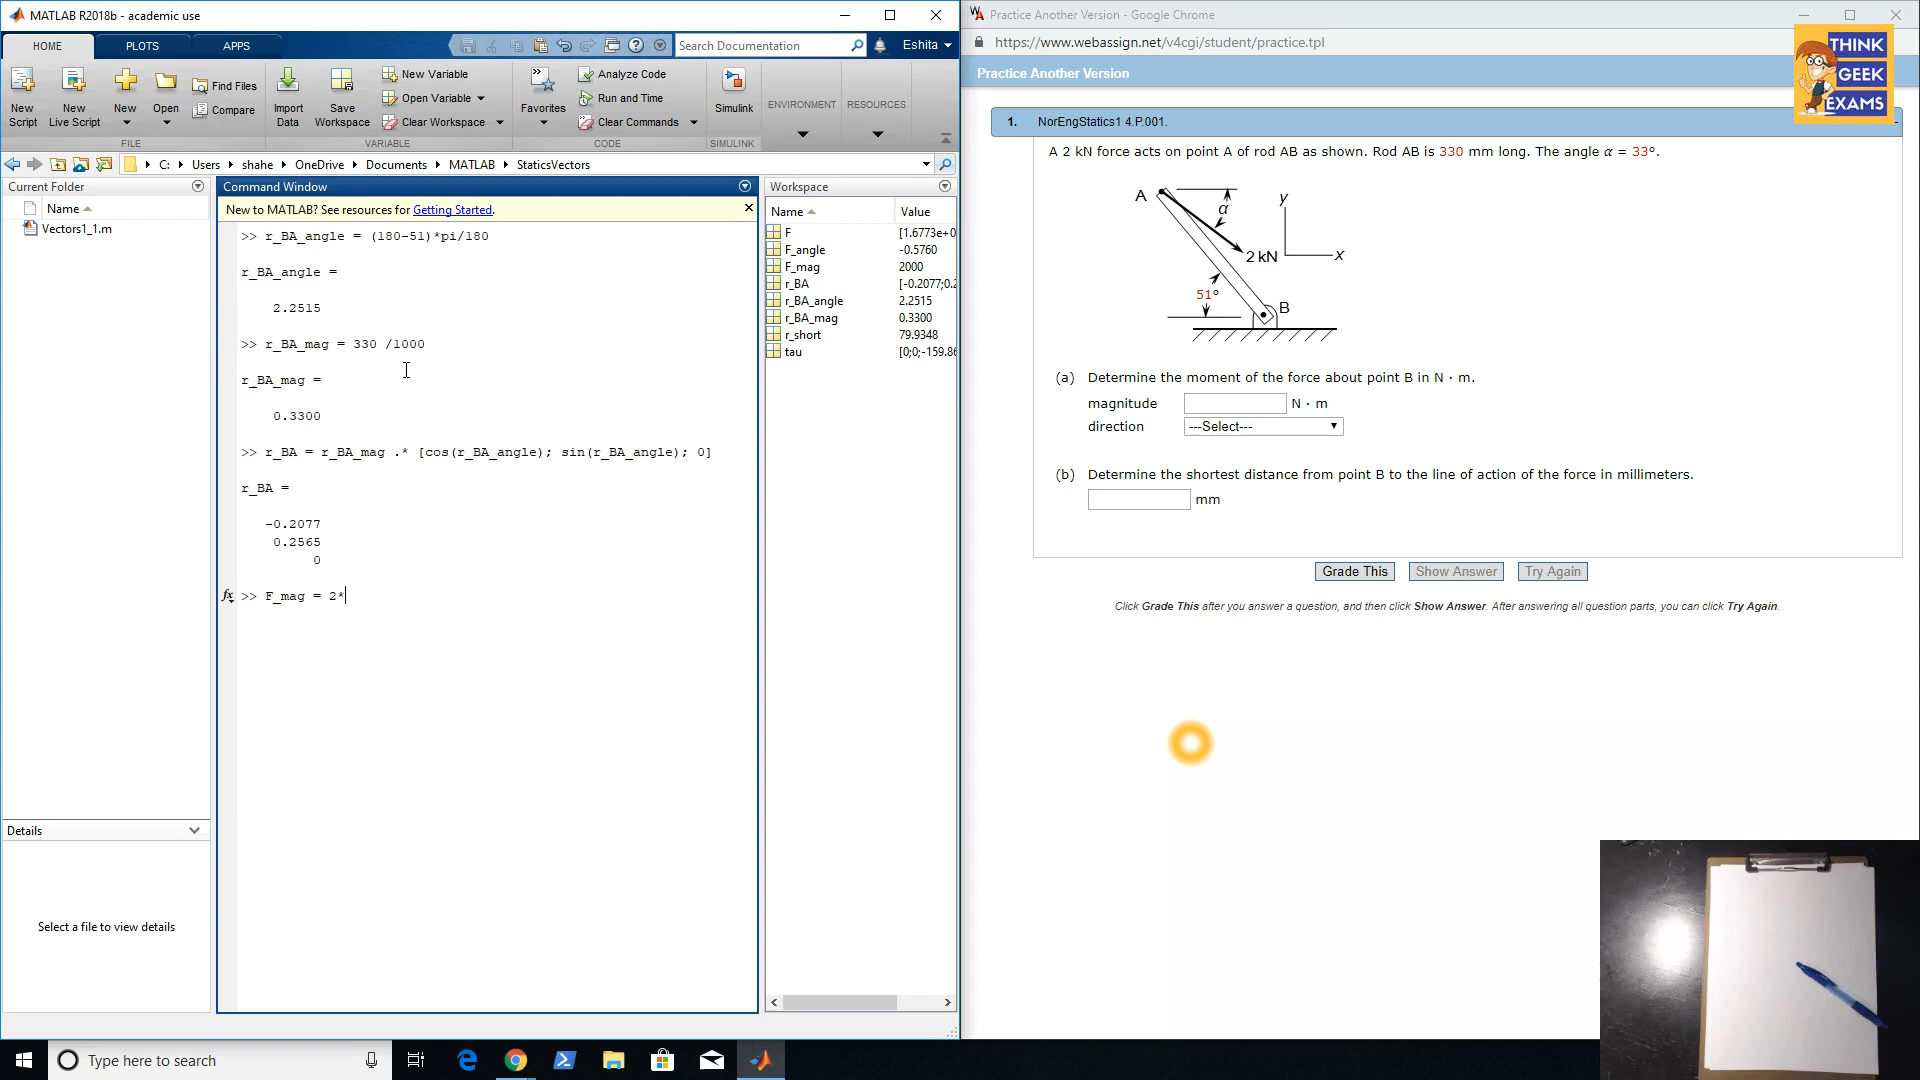 MATLAB R2018b - academic use
HOME PLOTS APPS
Search Documentation
Eshita
New Script
New Live Script
New
Open
Find Files
Compare
Import Data
Save Workspace
New Variable
Open Variable
Clear Workspace
Favorites
Analyze Code
Run and Time
Clear Commands
Simulink
ENVIRONMENT
RESOURCES
FILE VARIABLE CODE SIMULINK
C: Users shahe OneDrive Documents MATLAB StaticsVectors
Current Folder
Name
Vectors1_1.m
Details
Select a file to view details
Command Window
New to MATLAB? See resources for Getting Started.
>> r_BA_angle = (180-51)*pi/180
r_BA_angle =
2.2515
>> r_BA_mag = 330 /1000
r_BA_mag =
0.3300
>> r_BA = r_BA_mag .* [cos(r_BA_angle); sin(r_BA_angle); 0]
r_BA =
-0.2077
0.2565
0
fx >> F_mag = 2*
Workspace
Name Value
F [1.6773e+0
F_angle -0.5760
F_mag 2000
r_BA [-0.2077;0.2
r_BA_angle 2.2515
r_BA_mag 0.3300
r_short 79.9348
tau [0;0;-159.86
Practice Another Version - Google Chrome
https://www.webassign.net/v4cgi/student/practice.tpl
Practice Another Version
THINK
GEEK
EXAMS
1. NorEngStatics1 4.P.001.
A 2 kN force acts on point A of rod AB as shown. Rod AB is 330 mm long. The angle α = 33°.
A
α
y
2 kN
x
51°
B
(a) Determine the moment of the force about point B in N · m.
magnitude N · m
direction ---Select---
(b) Determine the shortest distance from point B to the line of action of the force in millimeters.
mm
Grade This Show Answer Try Again
Click Grade This after you answer a question, and then click Show Answer. After answering all question parts, you can click Try Again.
Type here to search